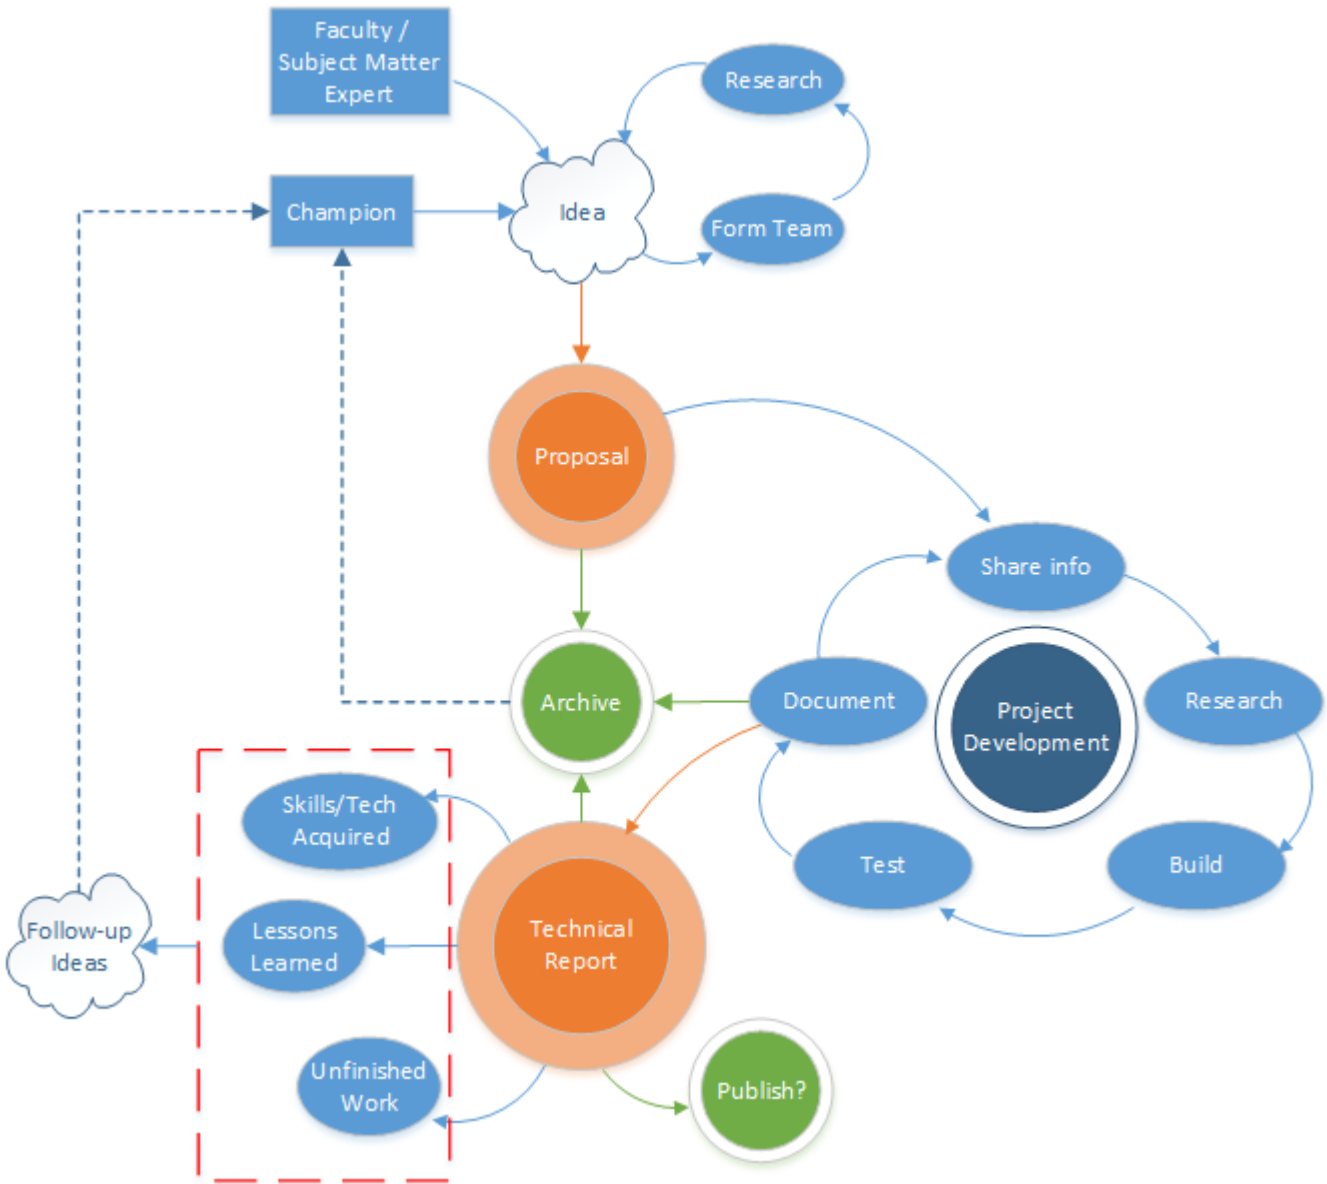 Faculty /
Subject Matter
Expert
Research
Champion
Idea
Form Team
Proposal
Share info
Archive
Document
Project
Development
Research
Skills/Tech
Acquired
Test
Build
Follow-up
Ideas
Lessons
Learned
Technical
Report
Unfinished
Work
Publish?